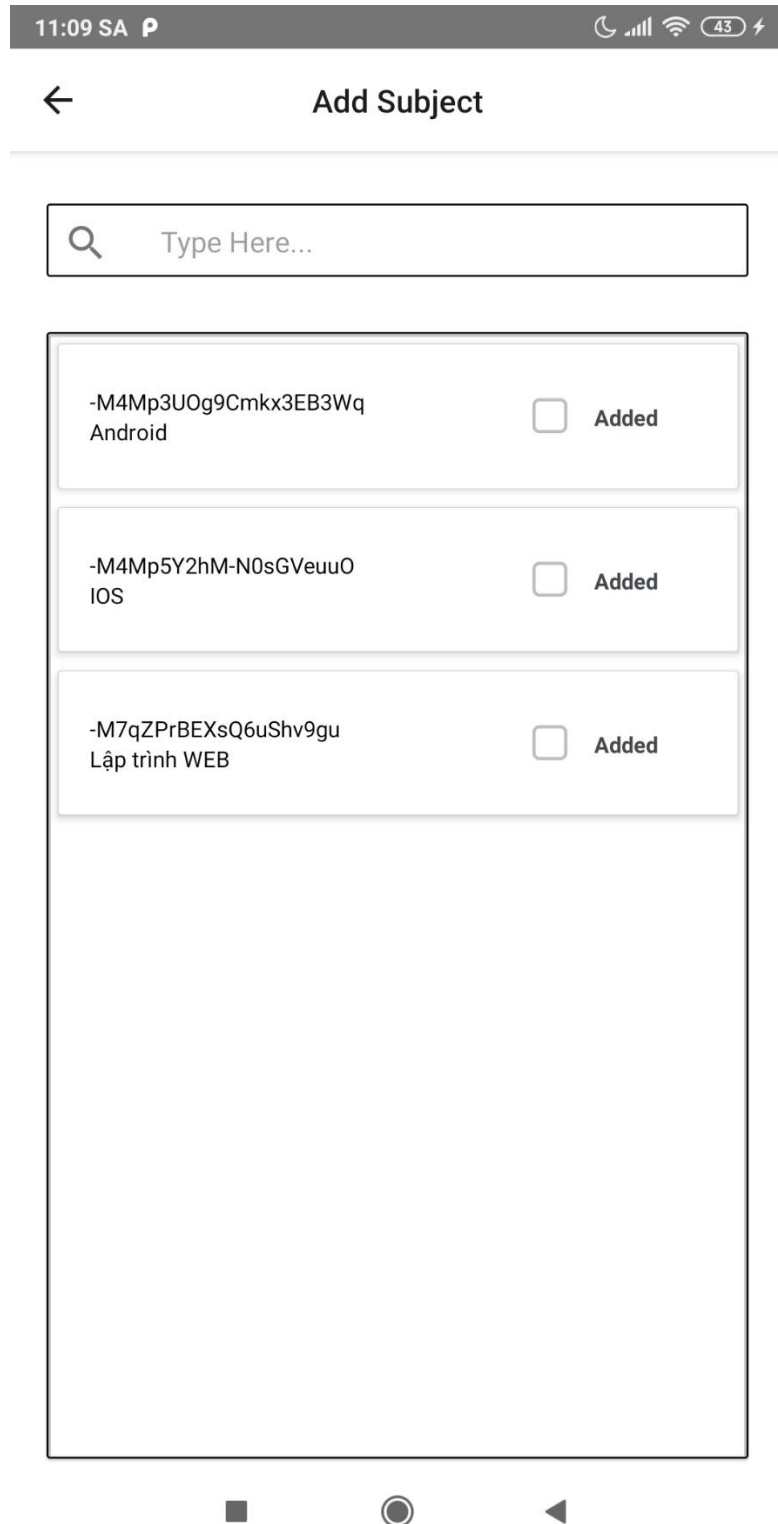 11:09 SA P 43
Add Subject
Type Here...
-M4Mp3UOg9Cmkx3EB3Wq
Android
Added
-M4Mp5Y2hM-N0sGVeuuO
IOS
Added
-M7qZPrBEXsQ6uShv9gu
Lập trình WEB
Added